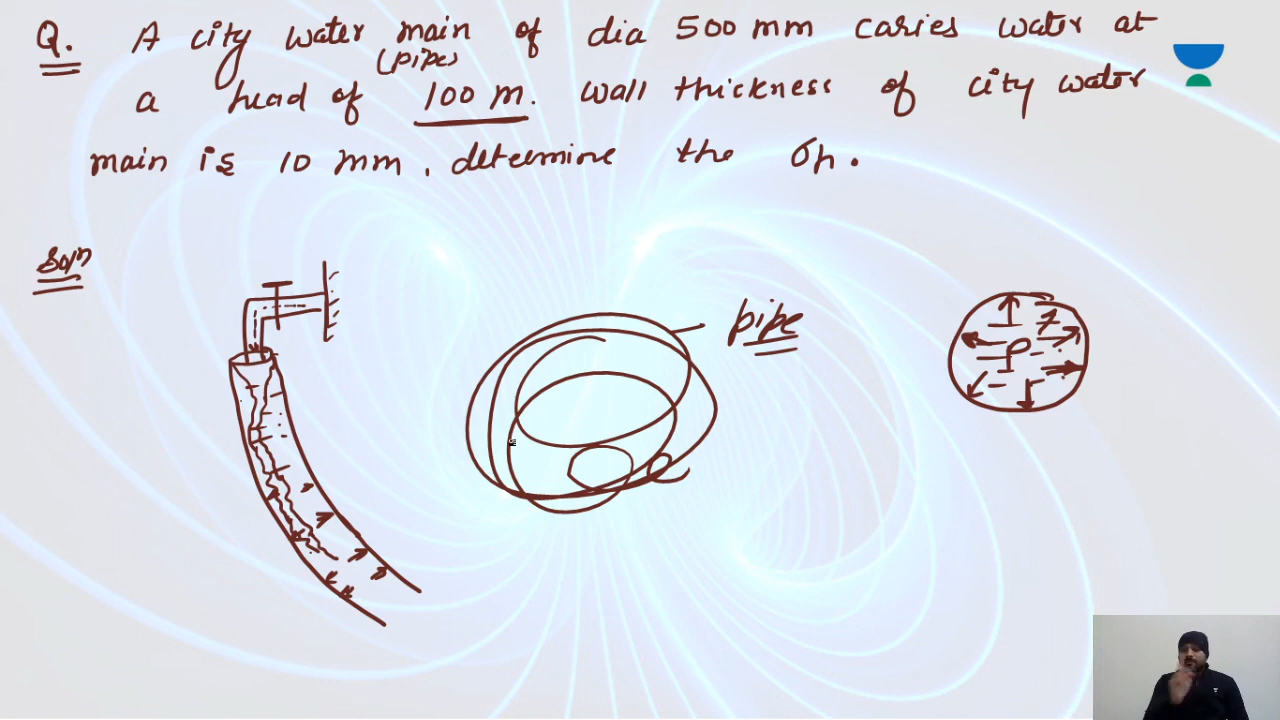 Q. A city water main of dia 500 mm caries water at
(pipe)
a head of 100 m. wall thickness of city water
main is 10 mm, determine the σh.
Soln
pipe
P